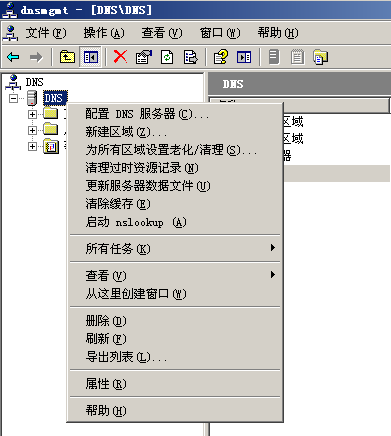 dnsmgmt - [DNS\DNS]
文件(F) 操作(A) 查看(V) 窗口(W) 帮助(H)
DNS
DNS
DNS
配置 DNS 服务器(C)...
新建区域(Z)...
为所有区域设置老化/清理(S)...
清理过时资源记录(N)
更新服务器数据文件(U)
清除缓存(E)
启动 nslookup (A)
所有任务(K)
查看(V)
从这里创建窗口(W)
删除(D)
刷新(F)
导出列表(L)...
属性(R)
帮助(H)
区域
区域
器